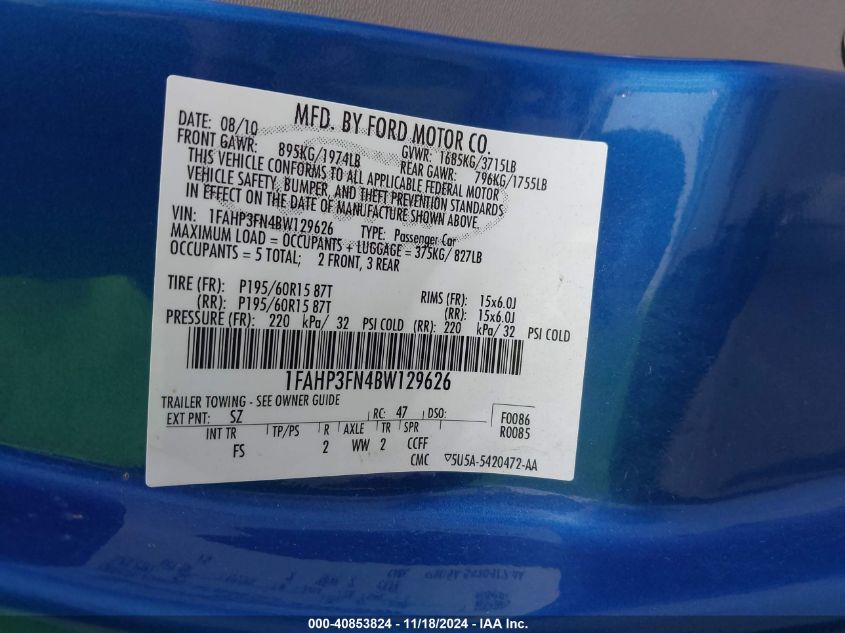 MFD. BY FORD MOTOR CO.
DATE: 08/10 GVWR: 1685KG/3715LB
FRONT GAWR: 895KG/1974LB REAR GAWR: 796KG/1755LB
THIS VEHICLE CONFORMS TO ALL APPLICABLE FEDERAL MOTOR
VEHICLE SAFETY, BUMPER, AND THEFT PREVENTION STANDARDS
IN EFFECT ON THE DATE OF MANUFACTURE SHOWN ABOVE.
VIN: 1FAHP3FN4BW129626 TYPE: Passenger Car
MAXIMUM LOAD = OCCUPANTS + LUGGAGE = 375KG/ 827LB
OCCUPANTS = 5 TOTAL; 2 FRONT, 3 REAR
TIRE (FR): P195/60R15 87T RIMS (FR): 15x6.0J
(RR): P195/60R15 87T (RR): 15x6.0J
PRESSURE (FR): 220 kPa/ 32 PSI COLD (RR): 220 kPa/ 32 PSI COLD
1FAHP3FN4BW129626
TRAILER TOWING - SEE OWNER GUIDE
EXT PNT: SZ RC: 47 DSO: F0086
INT TR TP/PS R AXLE TR SPR R0085
FS 2 WW 2 CCFF
CMC ▽5U5A-5420472-AA
000-40853824 - 11/18/2024 - www.iaai.com/